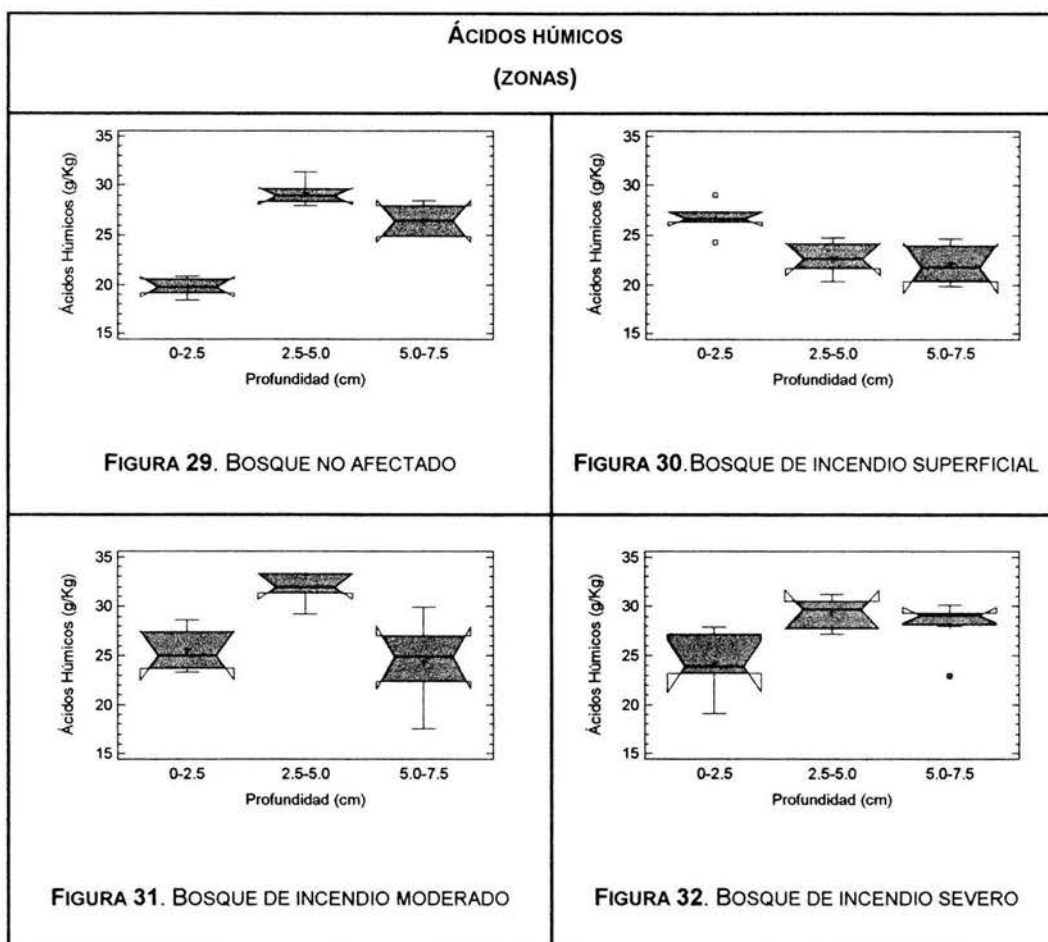 ÁCIDOS HÚMICOS
(ZONAS)
Ácidos Húmicos (g/Kg)
35
30
25
20
15
0-2.5 2.5-5.0 5.0-7.5
Profundidad (cm)
FIGURA 29. BOSQUE NO AFECTADO
Ácidos Húmicos (g/Kg)
35
30
25
20
15
0-2.5 2.5-5.0 5.0-7.5
Profundidad (cm)
FIGURA 30.BOSQUE DE INCENDIO SUPERFICIAL
Ácidos Húmicos (g/Kg)
35
30
25
20
15
0-2.5 2.5-5.0 5.0-7.5
Profundidad (cm)
FIGURA 31. BOSQUE DE INCENDIO MODERADO
Ácidos Húmicos (g/Kg)
35
30
25
20
15
0-2.5 2.5-5.0 5.0-7.5
Profundidad (cm)
FIGURA 32. BOSQUE DE INCENDIO SEVERO